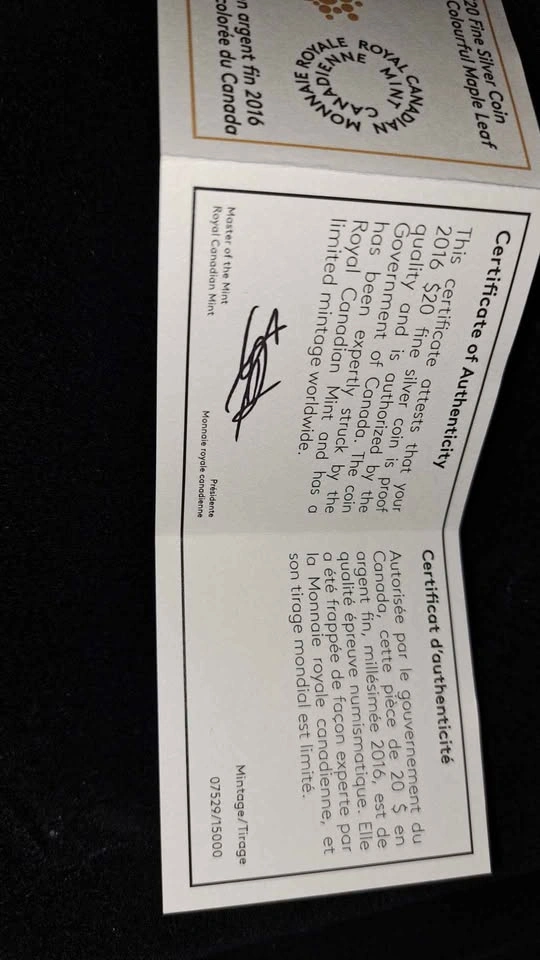 20 Fine Silver Coin
Colourful Maple Leaf
ROYAL CANADIAN MINT
MONNAIE ROYALE CANADIENNE
n argent fin 2016
colorée du Canada
Certificate of Authenticity
This certificate attests that your
2016 $20 fine silver coin is proof
quality and is authorized by the
Government of Canada. The coin
has been expertly struck by the
Royal Canadian Mint and has a
limited mintage worldwide.
Master of the Mint
Royal Canadian Mint
Présidente
Monnaie royale canadienne
Certificat d'authenticité
Autorisée par le gouvernement du
Canada, cette pièce de 20 $ en
argent fin, millésimée 2016, est de
qualité épreuve numismatique. Elle
a été frappée de façon experte par
la Monnaie royale canadienne, et
son tirage mondial est limité.
Mintage/Tirage
07529/15000